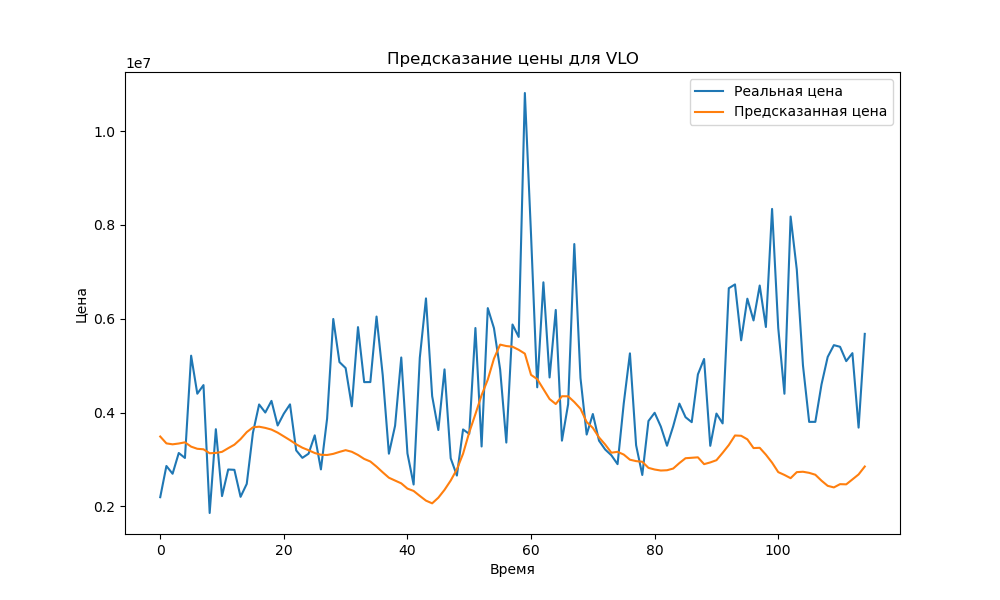 Предсказание цены для VLO
1e7
Реальная цена
Предсказанная цена
1.0
0.8
0.6
0.4
0.2
Цена
0 20 40 60 80 100
Время